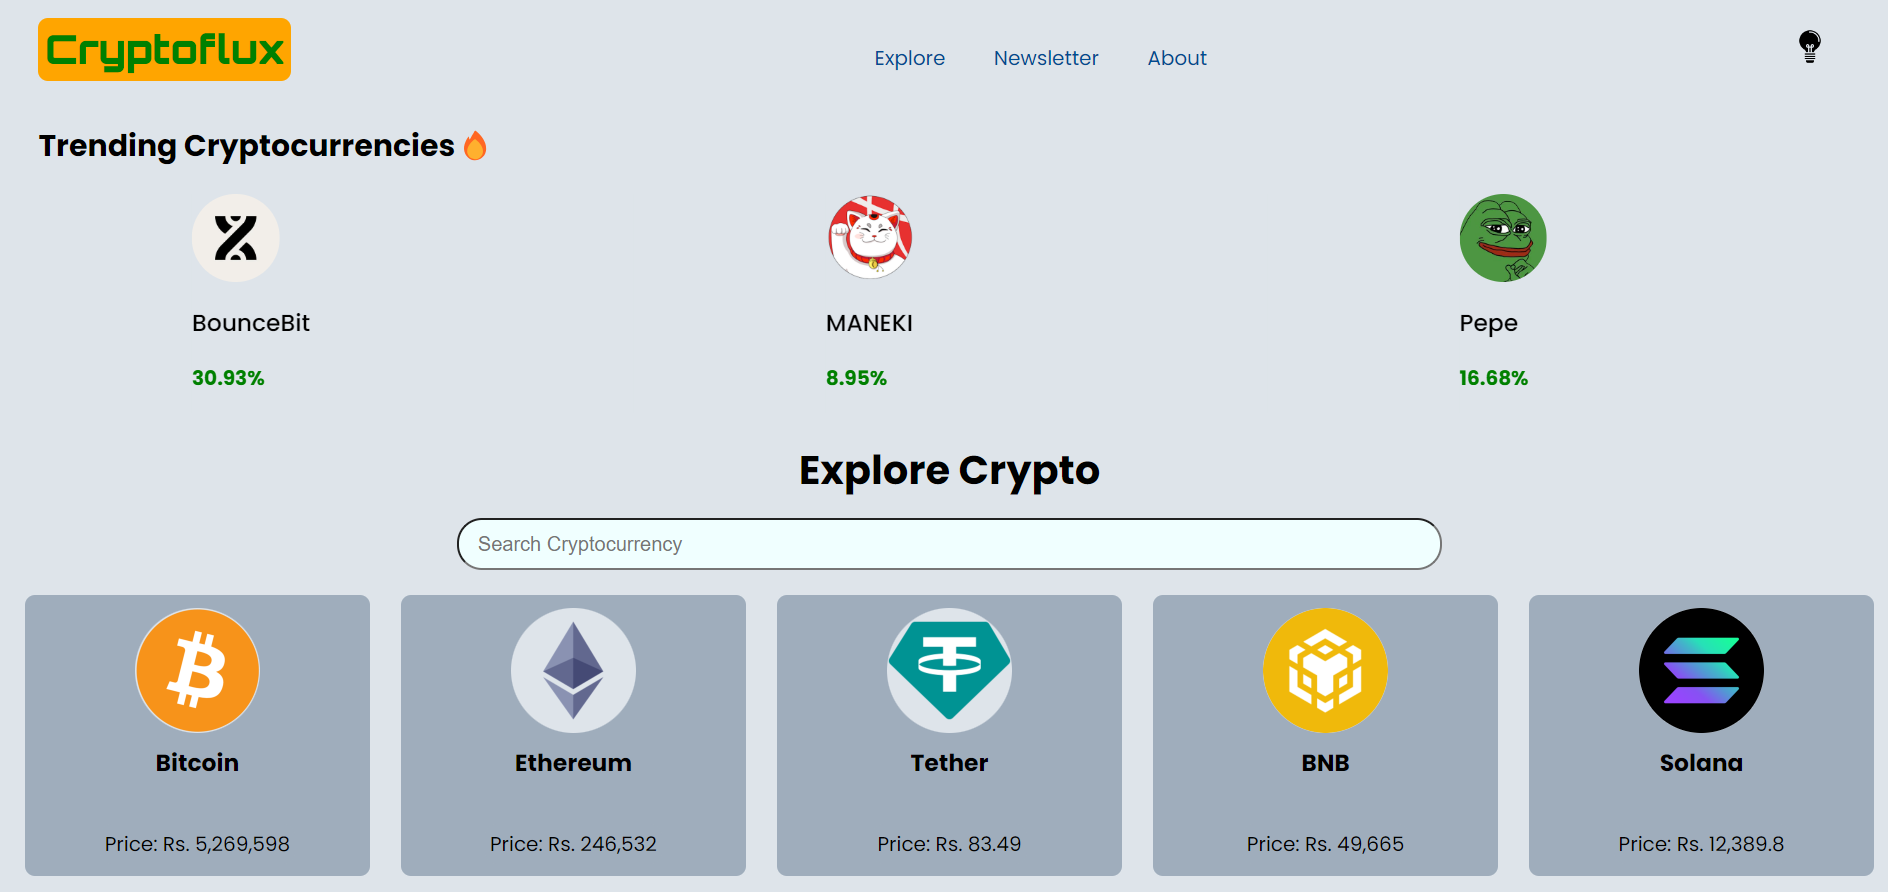 Cryptoflux
Explore Newsletter About
Trending Cryptocurrencies
BounceBit MANEKI Pepe
30.93% 8.95% 16.68%
Explore Crypto
Search Cryptocurrency
Bitcoin Ethereum Tether BNB Solana
Price: Rs. 5,269,598 Price: Rs. 246,532 Price: Rs. 83.49 Price: Rs. 49,665 Price: Rs. 12,389.8